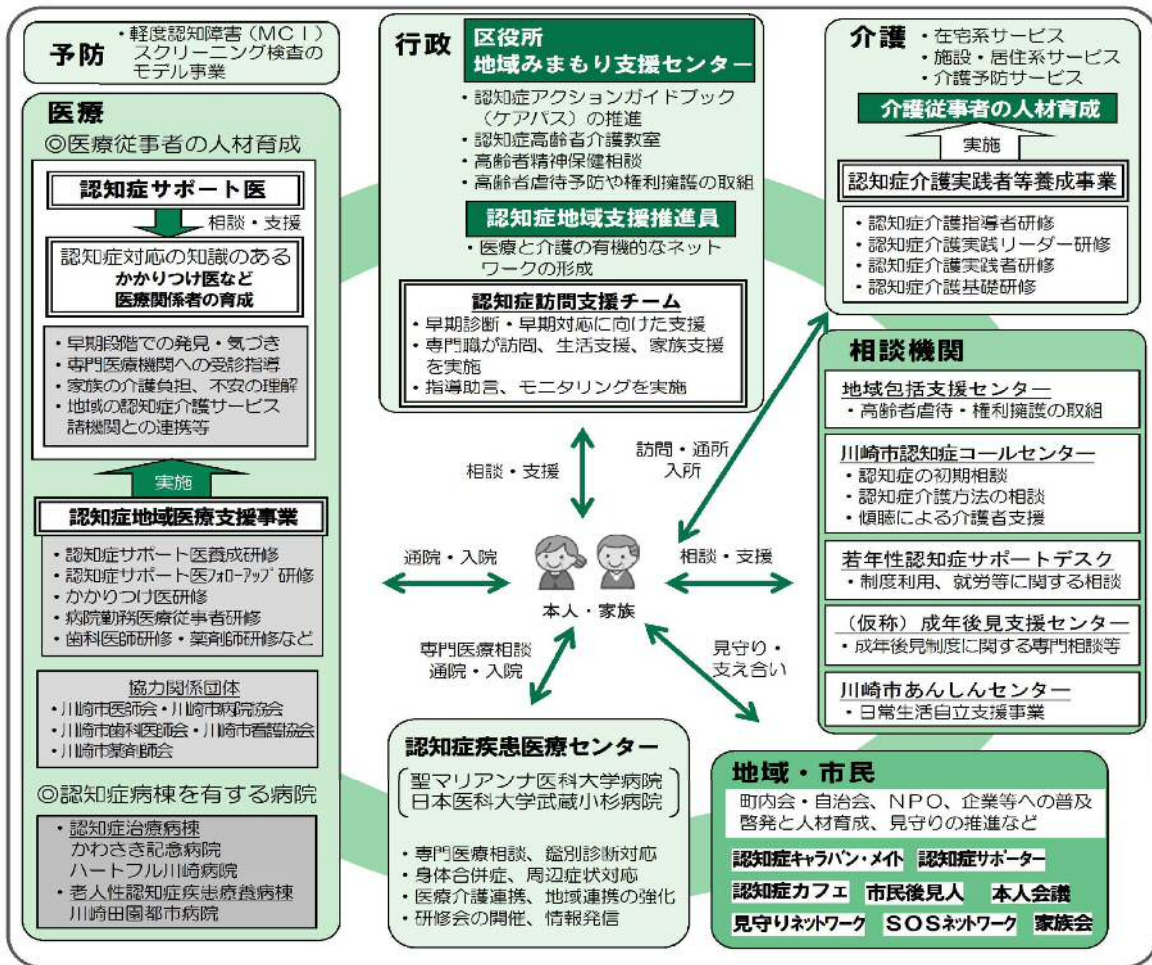 予防
・軽度認知障害（ＭＣＩ）
スクリーニング検査の
モデル事業
医療
◎医療従事者の人材育成
認知症サポート医
相談・支援
認知症対応の知識のある
かかりつけ医など
医療関係者の育成
・早期段階での発見・気づき
・専門医療機関への受診指導
・家族の介護負担、不安の理解
・地域の認知症介護サービス
諸機関との連携等
実施
認知症地域医療支援事業
・認知症サポート医養成研修
・認知症サポート医ﾌｫﾛｰｱｯﾌﾟ研修
・かかりつけ医研修
・病院勤務医療従事者研修
・歯科医師研修・薬剤師研修など
協力関係団体
・川崎市医師会・川崎市病院協会
・川崎市歯科医師会・川崎市看護協会
・川崎市薬剤師会
◎認知症病棟を有する病院
・認知症治療病棟
かわさき記念病院
ハートフル川崎病院
・老人性認知症疾患療養病棟
川崎田園都市病院
行政
区役所
地域みまもり支援センター
・認知症アクションガイドブック
（ケアパス）の推進
・認知症高齢者介護教室
・高齢者精神保健相談
・高齢者虐待予防や権利擁護の取組
認知症地域支援推進員
・医療と介護の有機的なネット
ワークの形成
認知症訪問支援チーム
・早期診断・早期対応に向けた支援
・専門職が訪問、生活支援、家族支援
を実施
・指導助言、モニタリングを実施
介護
・在宅系サービス
・施設・居住系サービス
・介護予防サービス
介護従事者の人材育成
実施
認知症介護実践者等養成事業
・認知症介護指導者研修
・認知症介護実践リーダー研修
・認知症介護実践者研修
・認知症介護基礎研修
相談機関
地域包括支援センター
・高齢者虐待・権利擁護の取組
川崎市認知症コールセンター
・認知症の初期相談
・認知症介護方法の相談
・傾聴による介護者支援
若年性認知症サポートデスク
・制度利用、就労等に関する相談
（仮称）成年後見支援センター
・成年後見制度に関する専門相談等
川崎市あんしんセンター
・日常生活自立支援事業
相談・支援
訪問・通所
入所
通院・入院
相談・支援
本人・家族
専門医療相談
通院・入院
見守り・
支え合い
認知症疾患医療センター
聖マリアンナ医科大学病院
日本医科大学武蔵小杉病院
・専門医療相談、鑑別診断対応
・身体合併症、周辺症状対応
・医療介護連携、地域連携の強化
・研修会の開催、情報発信
地域・市民
町内会・自治会、ＮＰＯ、企業等への普及
啓発と人材育成、見守りの推進など
認知症キャラバン・メイト 認知症サポーター
認知症カフェ 市民後見人 本人会議
見守りネットワーク ＳＯＳネットワーク 家族会